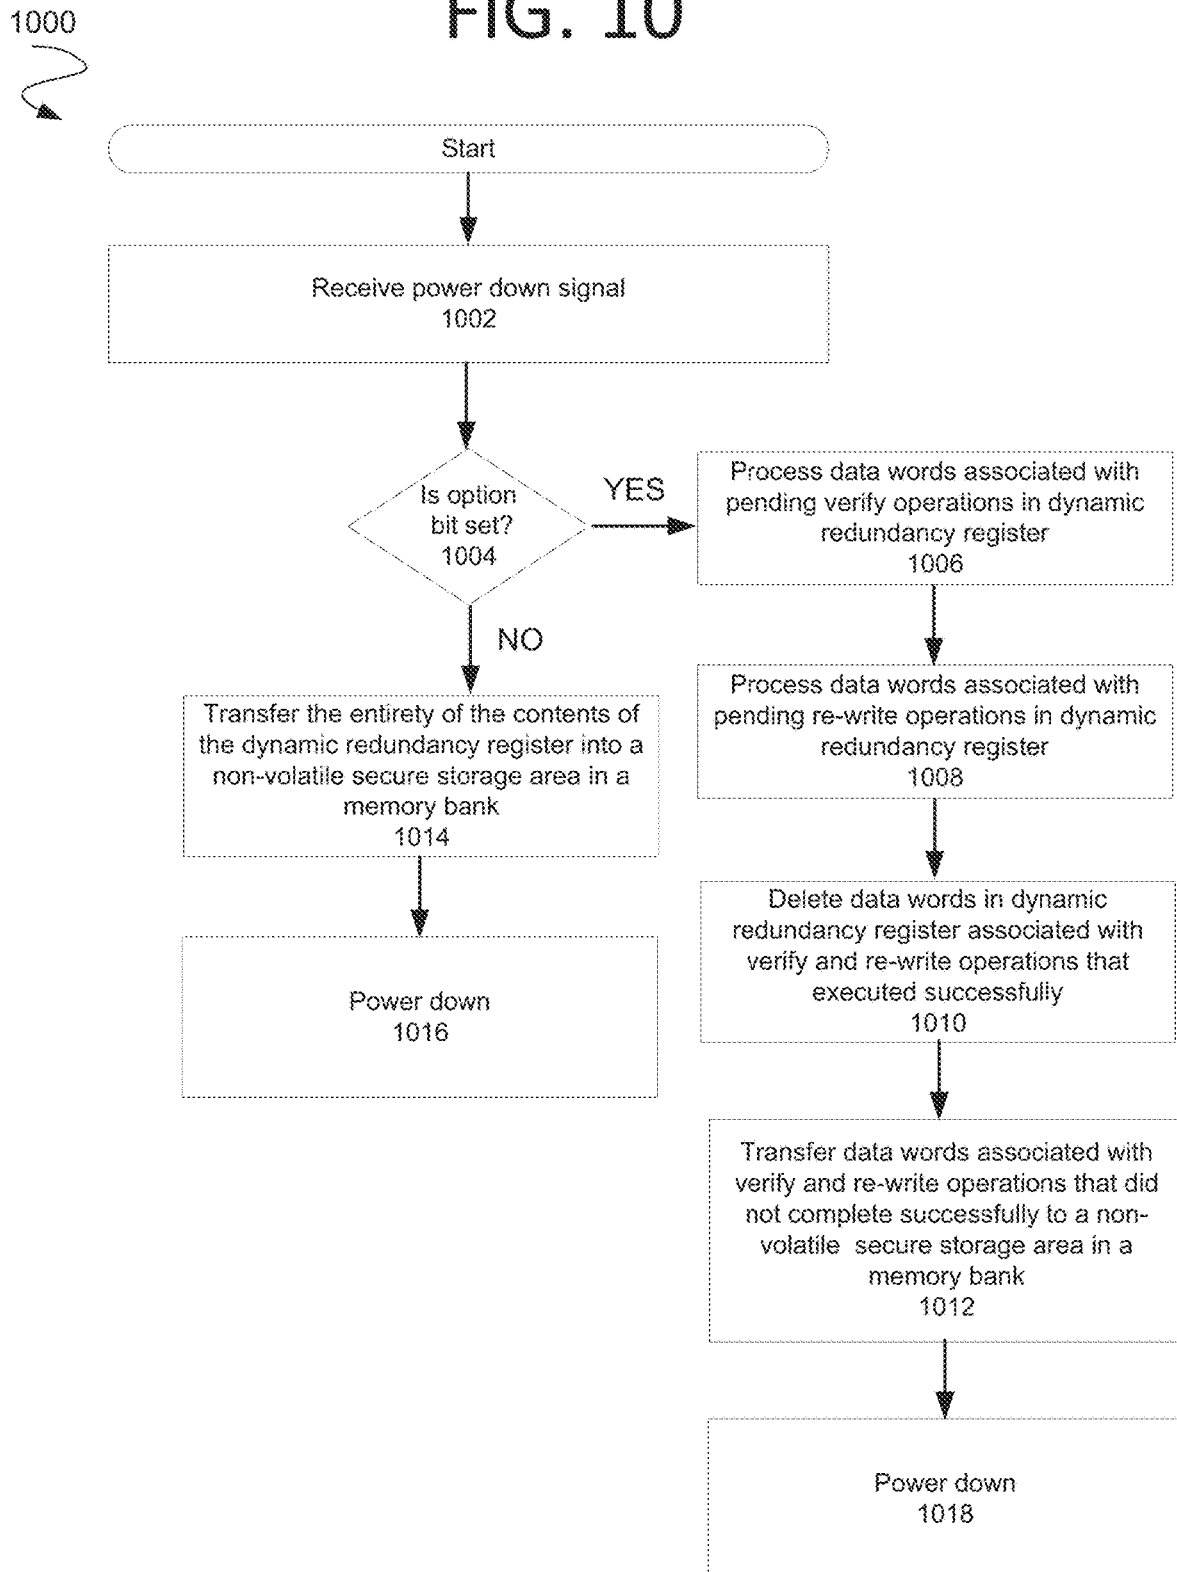 FIG. 10
1000
Start
Receive power down signal
1002
Is option
bit set?
1004
YES
Process data words associated with
pending verify operations in dynamic
redundancy register
1006
NO
Process data words associated with
pending re-write operations in dynamic
redundancy register
1008
Transfer the entirety of the contents of
the dynamic redundancy register into a
non-volatile secure storage area in a
memory bank
1014
Delete data words in dynamic
redundancy register associated with
verify and re-write operations that
executed successfully
1010
Power down
1016
Transfer data words associated with
verify and re-write operations that did
not complete successfully to a non-
volatile secure storage area in a
memory bank
1012
Power down
1018